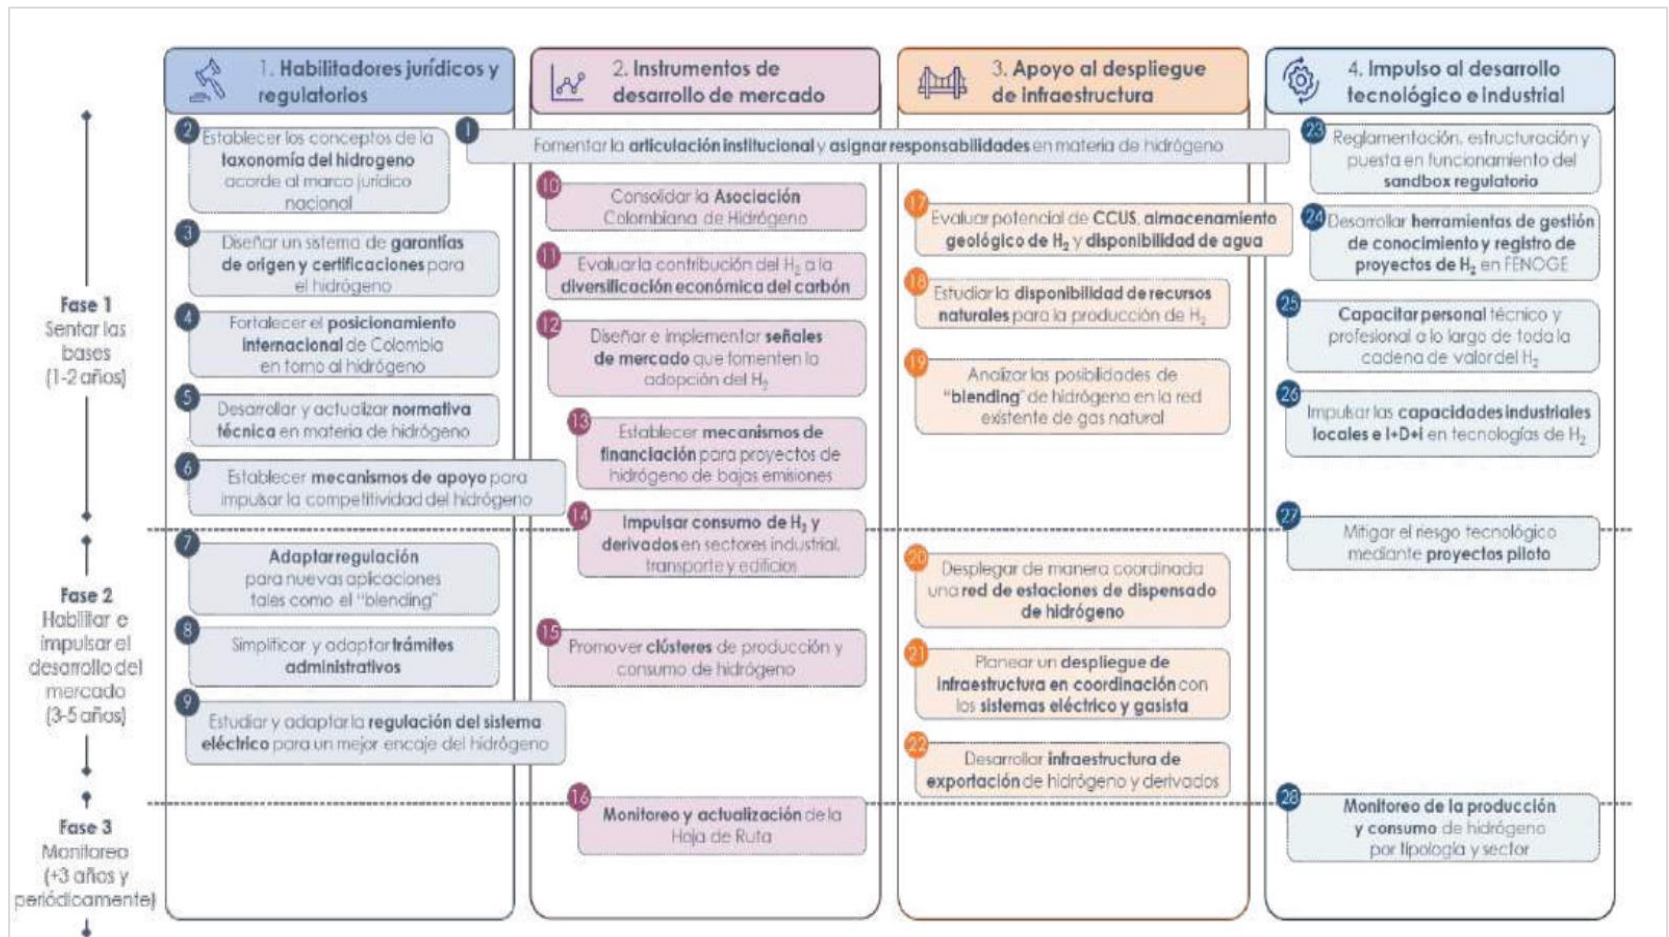 1. Habilitadores jurídicos y
regulatorios
2. Instrumentos de
desarrollo de mercado
3. Apoyo al despliegue
de infraestructura
4. Impulso al desarrollo
tecnológico e industrial
Fase 1
Sentar las
bases
(1-2 años)
Fase 2
Habilitar e
impulsar el
desarrollo del
mercado
(3-5 años)
Fase 3
Monitoreo
(+3 años y
periódicamente)
1
Fomentar la articulación institucional y asignar responsabilidades en materia de hidrógeno
2
Establecer los conceptos de la
taxonomía del hidrogeno
acorde al marco jurídico
nacional
3
Diseñar un sistema de garantías
de origen y certificaciones para
el hidrógeno
4
Fortalecer el posicionamiento
internacional de Colombia
en torno al hidrógeno
5
Desarrollar y actualizar normativa
técnica en materia de hidrógeno
6
Establecer mecanismos de apoyo para
impulsar la competitividad del hidrógeno
7
Adaptar regulación
para nuevas aplicaciones
tales como el "blending"
8
Simplificar y adaptar trámites
administrativos
9
Estudiar y adaptar la regulación del sistema
eléctrico para un mejor encaje del hidrógeno
10
Consolidar la Asociación
Colombiana de Hidrógeno
11
Evaluar la contribución del H2 a la
diversificación económica del carbón
12
Diseñar e implementar señales
de mercado que fomenten la
adopción del H2
13
Establecer mecanismos de
financiación para proyectos de
hidrógeno de bajas emisiones
14
Impulsar consumo de H2 y
derivados en sectores industrial,
transporte y edificios
15
Promover clústeres de producción y
consumo de hidrógeno
16
Monitoreo y actualización de la
Hoja de Ruta
17
Evaluar potencial de CCUS, almacenamiento
geológico de H2 y disponibilidad de agua
18
Estudiar la disponibilidad de recursos
naturales para la producción de H2
19
Analizar las posibilidades de
"blending" de hidrógeno en la red
existente de gas natural
20
Desplegar de manera coordinada
una red de estaciones de dispensado
de hidrógeno
21
Planear un despliegue de
infraestructura en coordinación con
los sistemas eléctrico y gasista
22
Desarrollar infraestructura de
exportación de hidrógeno y derivados
23
Reglamentación, estructuración y
puesta en funcionamiento del
sandbox regulatorio
24
Desarrollar herramientas de gestión
de conocimiento y registro de
proyectos de H2 en FENOGE
25
Capacitar personal técnico y
profesional a lo largo de toda la
cadena de valor del H2
26
Impulsar las capacidades industriales
locales e I+D+i en tecnologías de H2
27
Mitigar el riesgo tecnológico
mediante proyectos piloto
28
Monitoreo de la producción
y consumo de hidrógeno
por tipología y sector